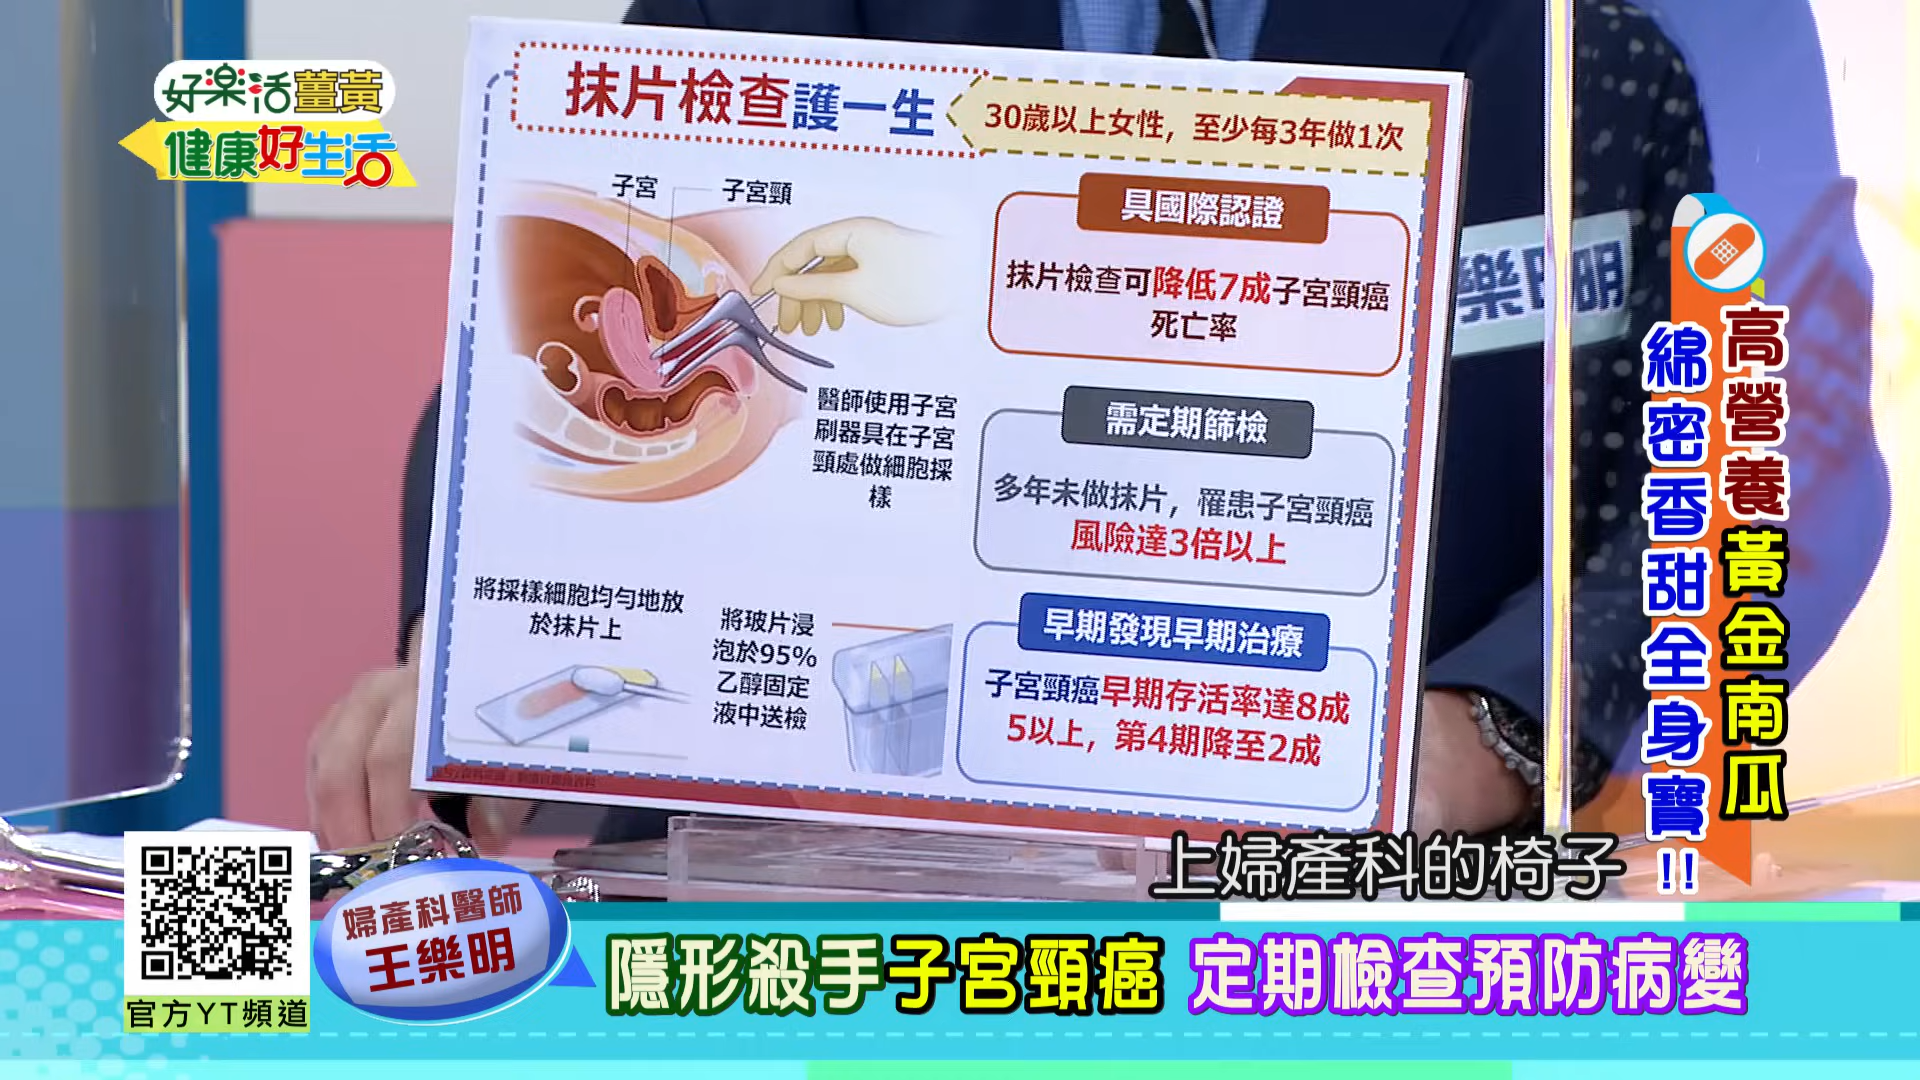 好楽活薑黃
健康好生活
抹片檢查護一生
30歲以上女性，至少每3年做1次
子宮
子宮頸
醫師使用子宮
刷器具在子宮
頸處做細胞採
樣
將採樣細胞均勻地放
於抹片上
將玻片浸
泡於95%
乙醇固定
液中送檢
具國際認證
抹片檢查可降低7成子宮頸癌
死亡率
需定期篩檢
多年未做抹片，罹患子宮頸癌
風險達3倍以上
早期發現早期治療
子宮頸癌早期存活率達8成
5以上，第4期降至2成
樂明
高營養黃金南瓜
綿密香甜全身寶!!
上婦產科的椅子
官方YT頻道
婦產科醫師
王樂明
隱形殺手子宮頸癌 定期檢查預防病變